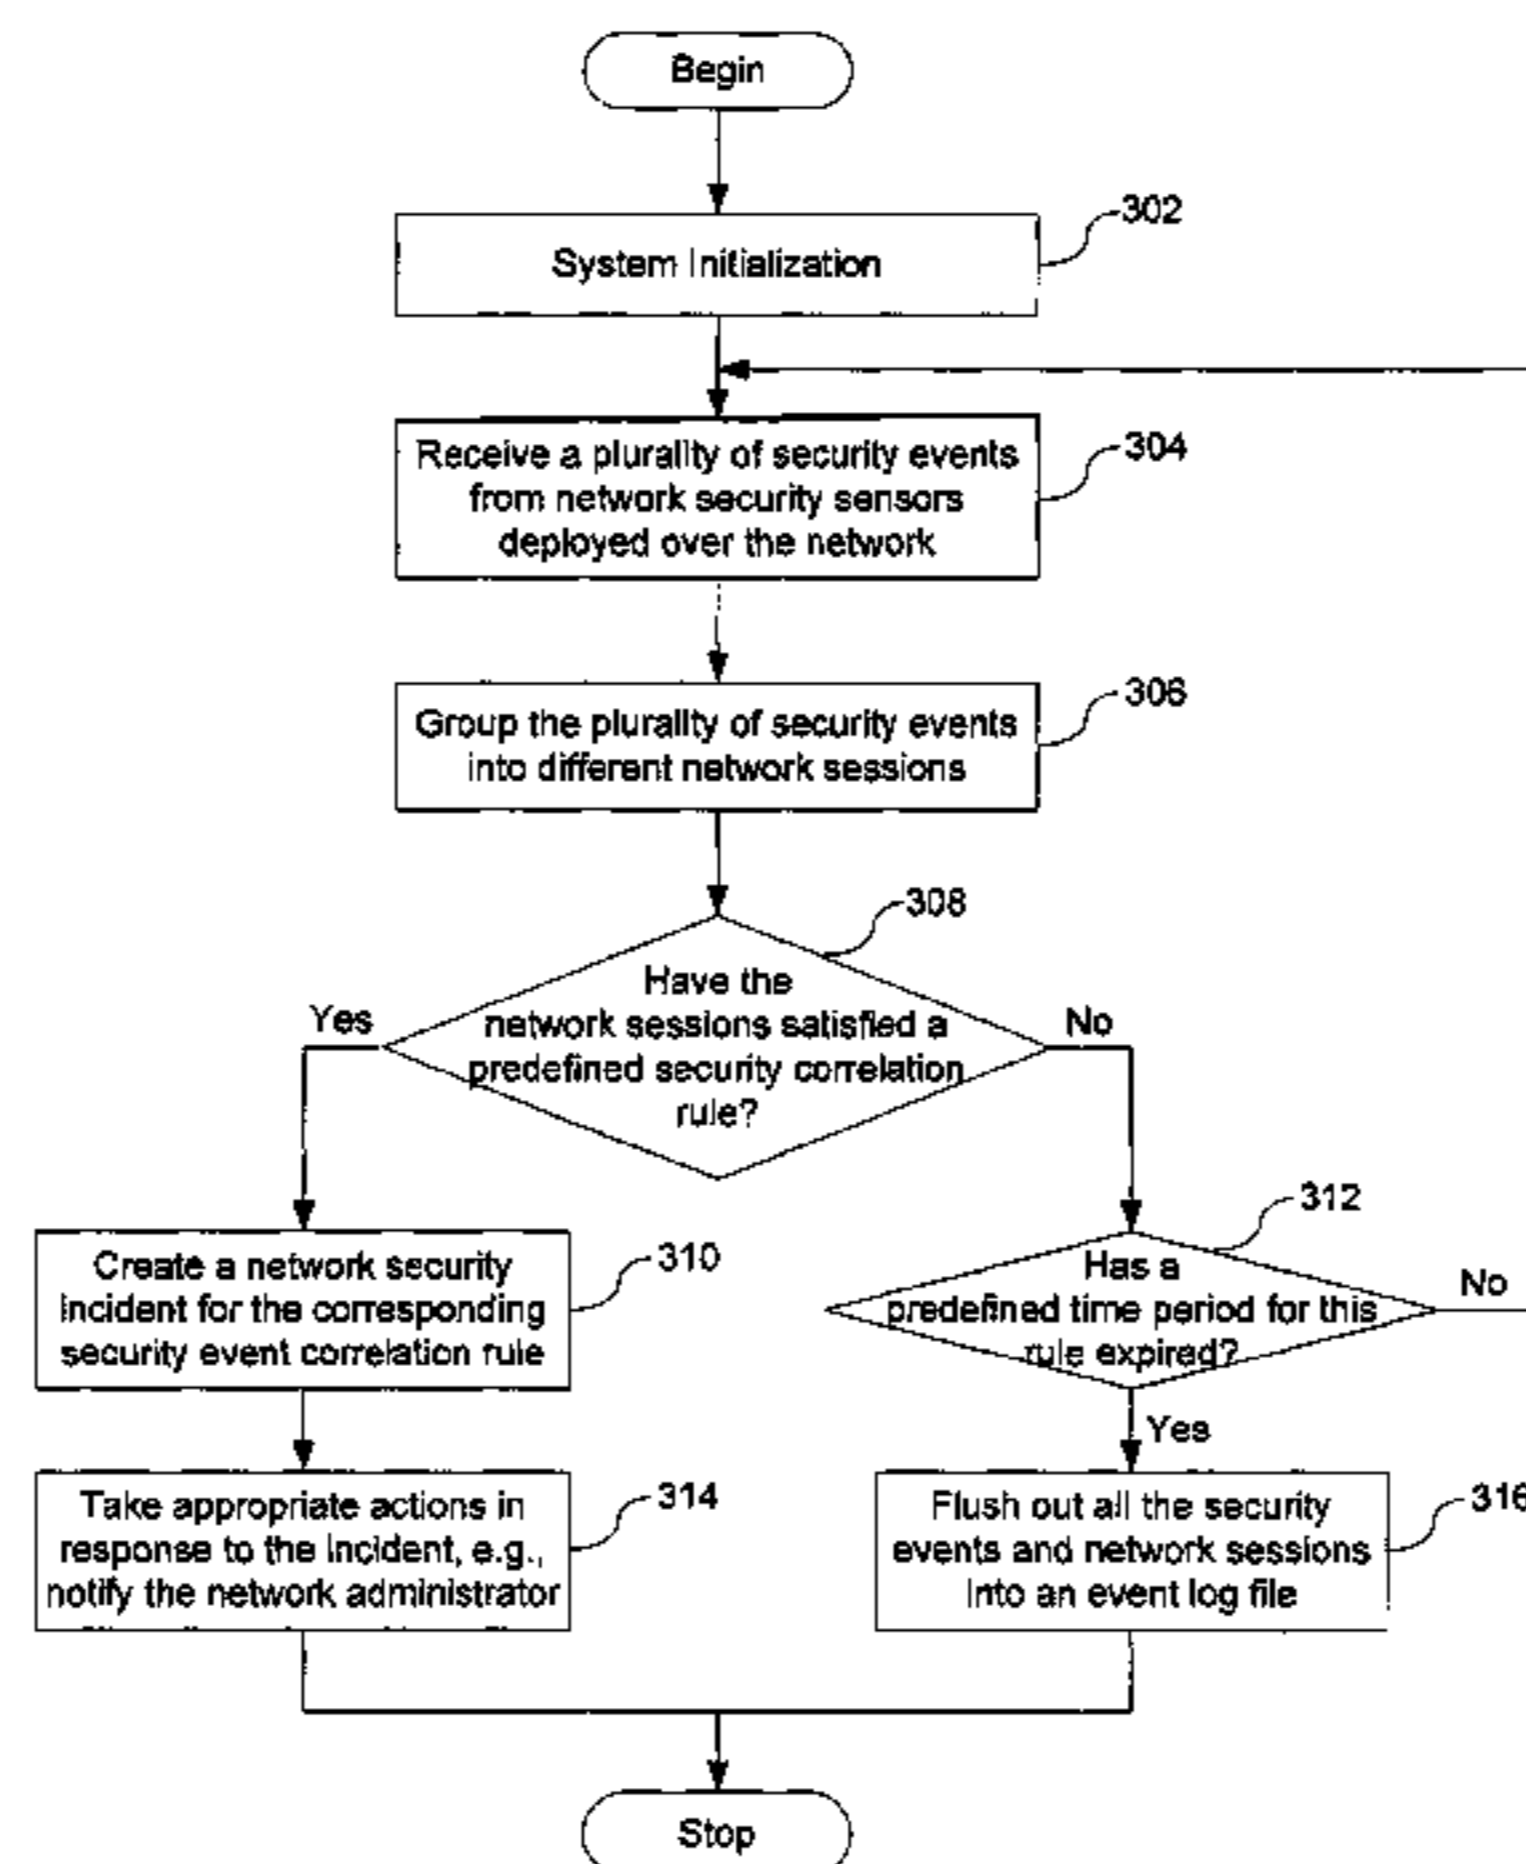 Begin
302
System Initialization
304
Receive a plurality of security events
from network security sensors
deployed over the network
306
Group the plurality of security events
into different network sessions
308
Have the
network sessions satisfied a
predefined security correlation
rule?
Yes
No
310
Create a network security
incident for the corresponding
security event correlation rule
312
Has a
predefined time period for this
rule expired?
No
Yes
314
Take appropriate actions in
response to the incident, e.g.,
notify the network administrator
316
Flush out all the security
events and network sessions
into an event log file
Stop